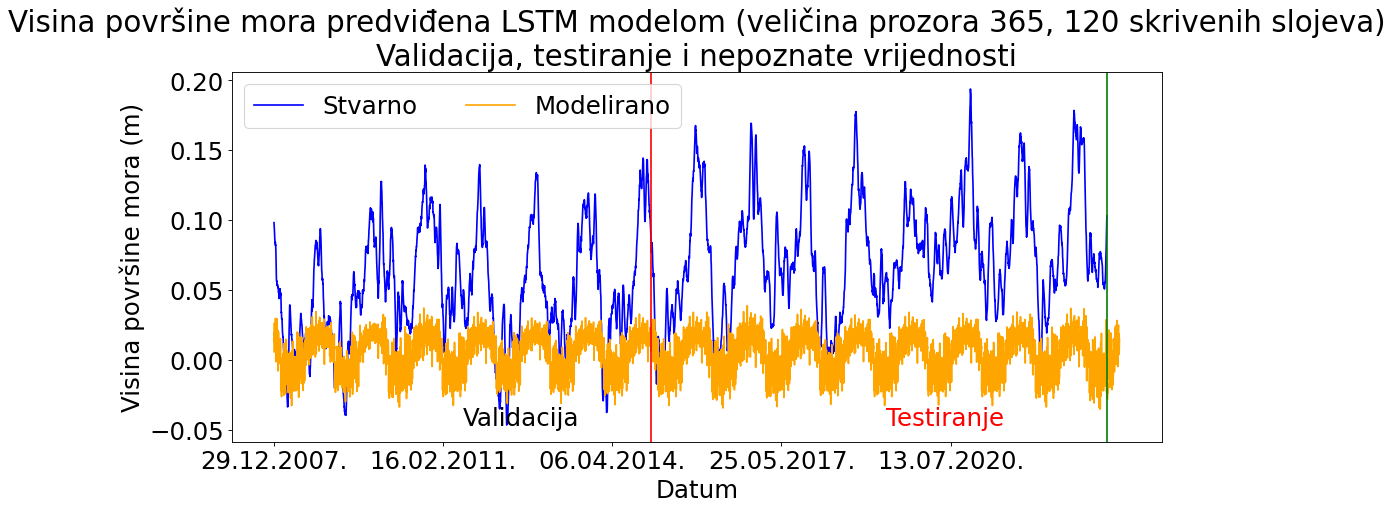 Visina površine mora predviđena LSTM modelom (veličina prozora 365, 120 skrivenih slojeva)
Validacija, testiranje i nepoznate vrijednosti
Stvarno
Modelirano
Visina površine mora (m)
0.20
0.15
0.10
0.05
0.00
−0.05
Validacija
Testiranje
29.12.2007.
16.02.2011.
06.04.2014.
25.05.2017.
13.07.2020.
Datum